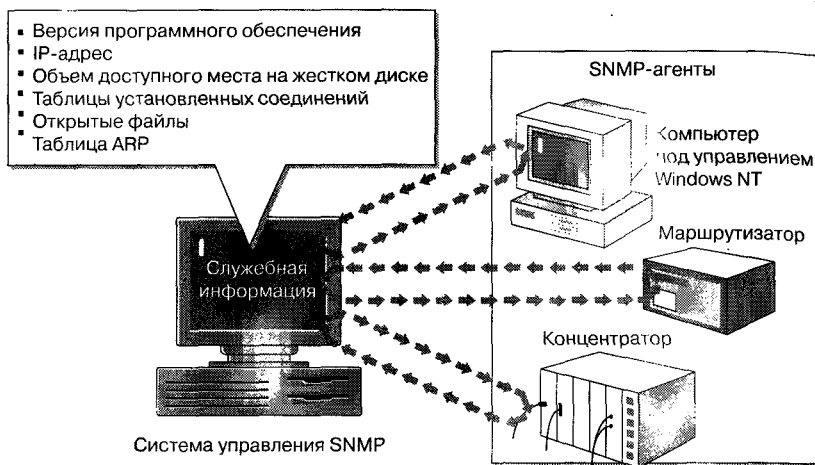 ▪ Версия программного обеспечения
▪ IP-адрес
▪ Объем доступного места на жестком диске
▪ Таблицы установленных соединений
▪ Открытые файлы
▪ Таблица ARP
Служебная
информация
Система управления SNMP
SNMP-агенты
Компьютер
под управлением
Windows NT
Маршрутизатор
Концентратор